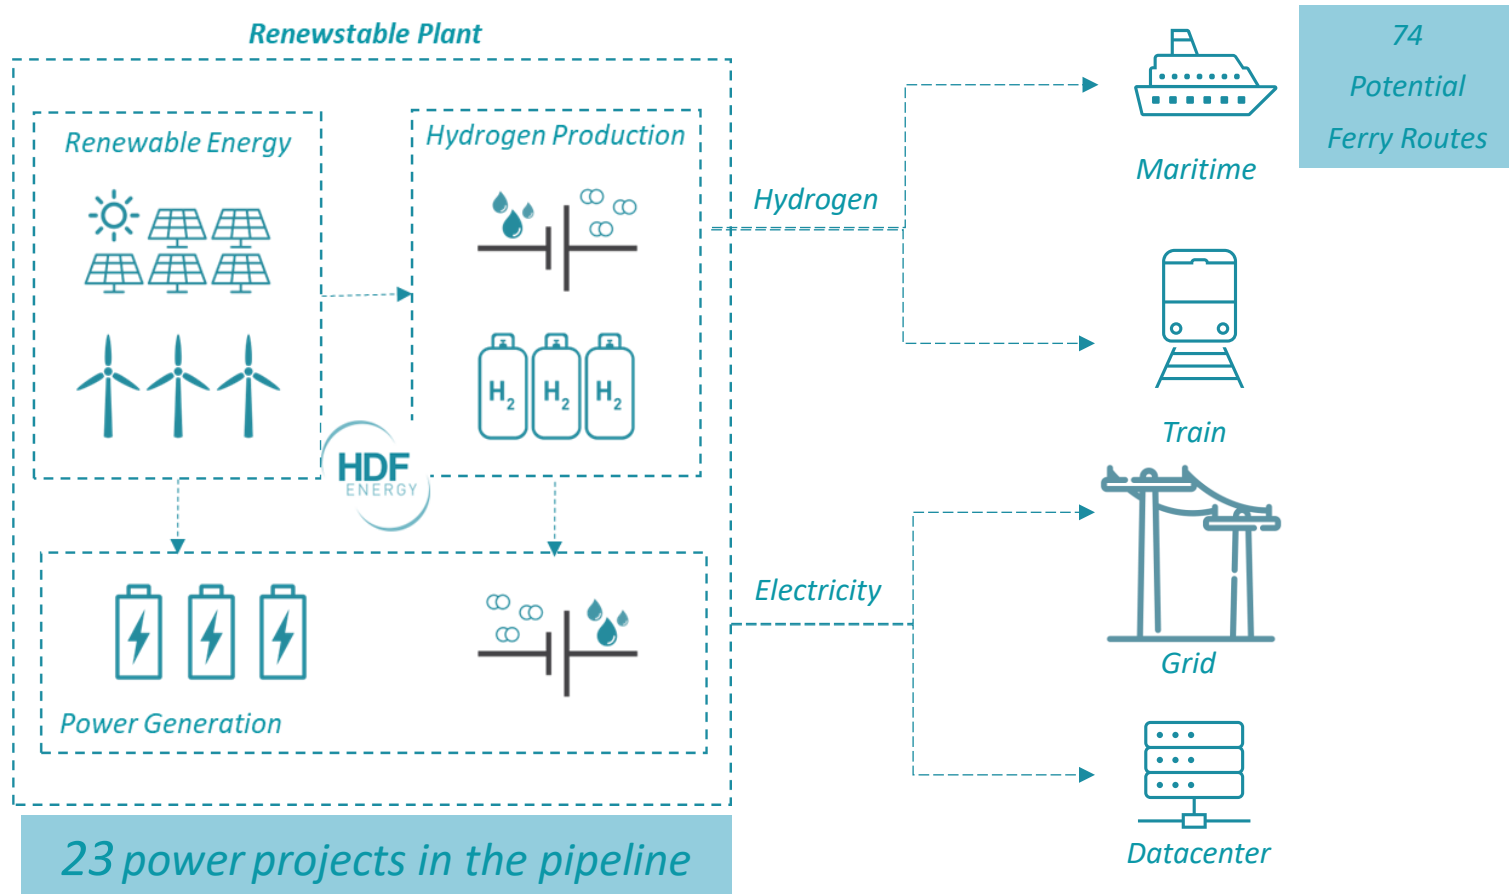 Renewstable Plant
Renewable Energy
Hydrogen Production
H2
H2
H2
HDF
ENERGY
Power Generation
23 power projects in the pipeline
Hydrogen
Electricity
Maritime
74
Potential
Ferry Routes
Train
Grid
Datacenter